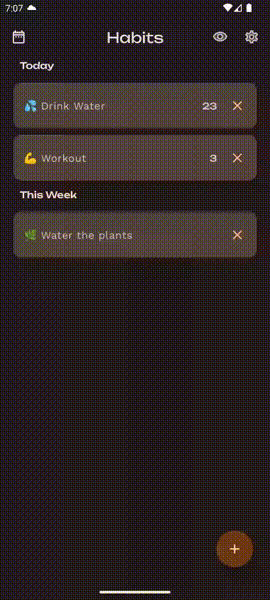 7:07
Habits
Today
💦 Drink Water 23
💪 Workout 3
This Week
🌿 Water the plants